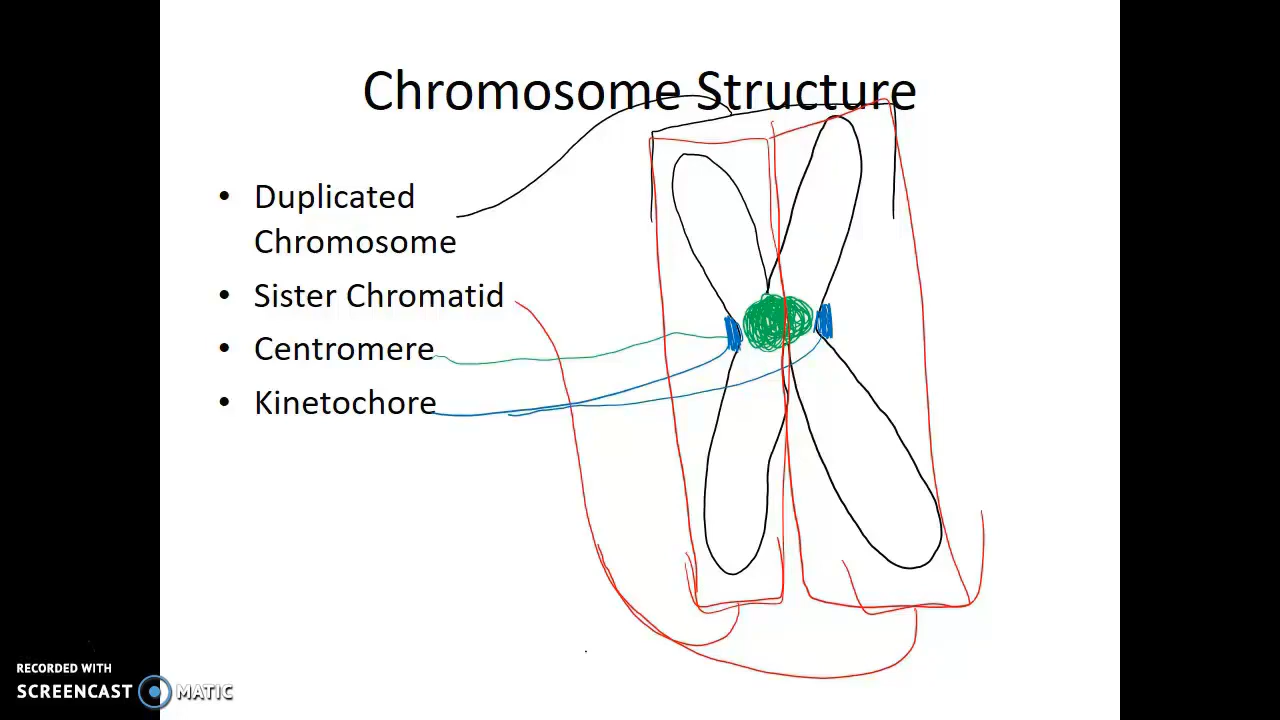 Chromosome Structure
• Duplicated
Chromosome
• Sister Chromatid
• Centromere
• Kinetochore
RECORDED WITH
SCREENCAST MATIC